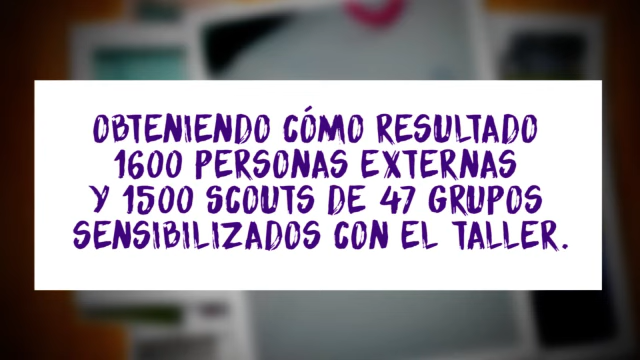 OBTENIENDO CÓMO RESULTADO
1600 PERSONAS EXTERNAS
Y 1500 SCOUTS DE 47 GRUPOS
SENSIBILIZADOS CON EL TALLER.